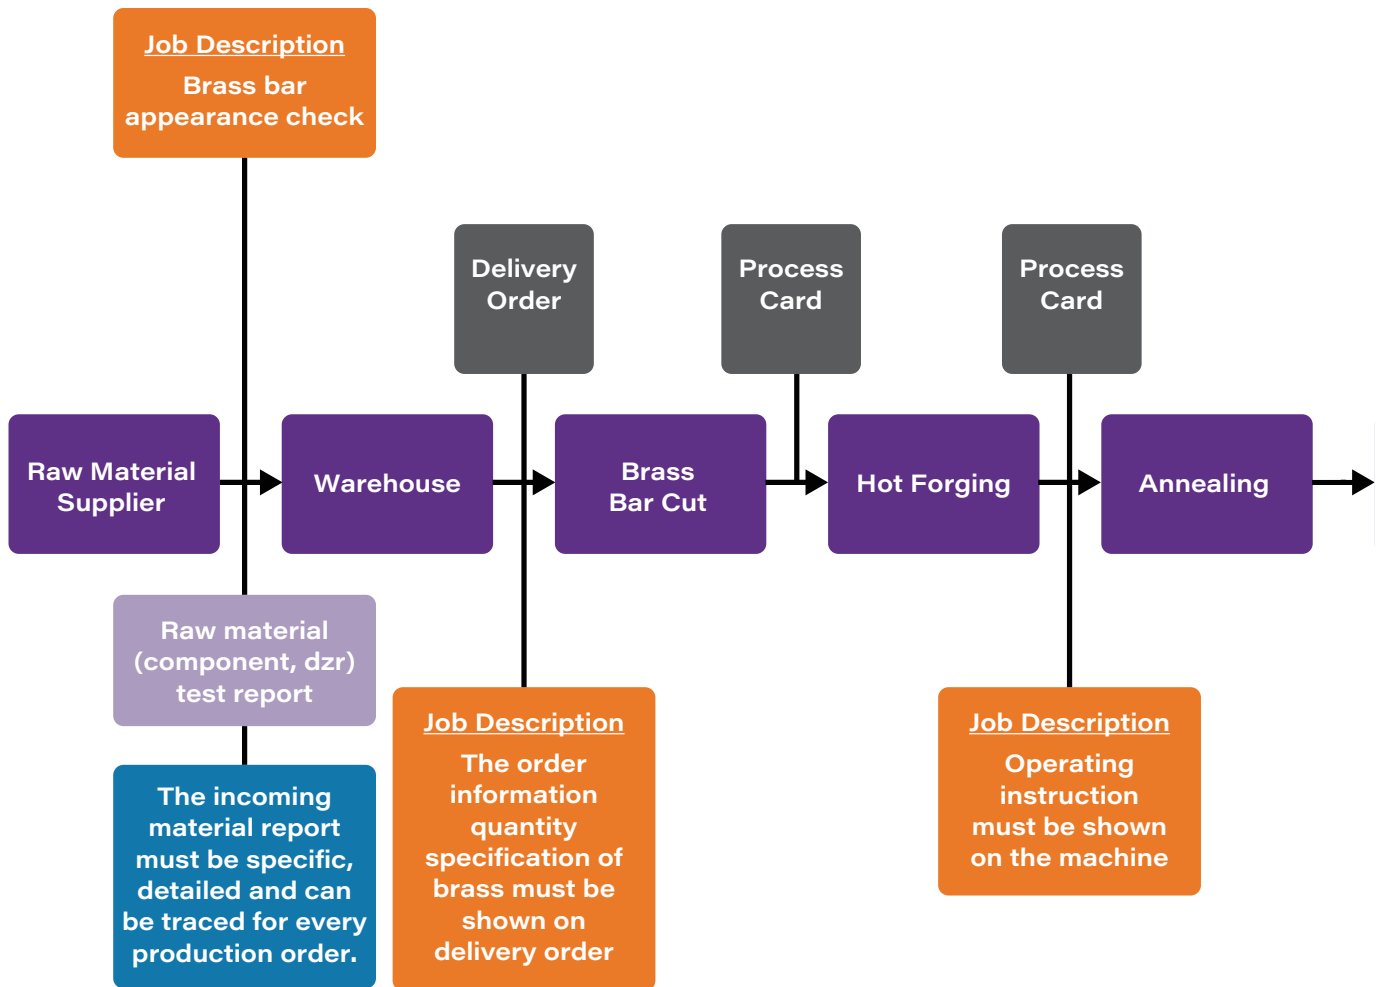 Job Description
Brass bar
appearance check
Delivery
Order
Process
Card
Process
Card
Raw Material
Supplier
Warehouse
Brass
Bar Cut
Hot Forging
Annealing
Raw material
(component, dzr)
test report
The incoming
material report
must be specific,
detailed and can
be traced for every
production order.
Job Description
The order
information
quantity
specification of
brass must be
shown on
delivery order
Job Description
Operating
instruction
must be shown
on the machine